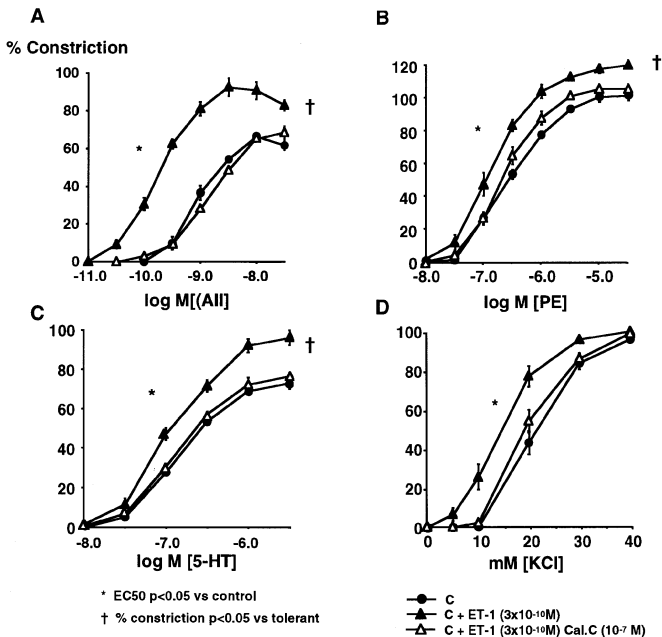 A
% Constriction
100
80
60
40
20
0
*
†
-11.0 -10.0 -9.0 -8.0
log M[(AII]
B
120
100
80
60
40
20
0
*
†
-8.0 -7.0 -6.0 -5.0
log M [PE]
C
100
80
60
40
20
0
*
†
-8.0 -7.0 -6.0
log M [5-HT]
D
100
80
60
40
20
0
*
0 10 20 30 40
mM [KCl]
* EC50 p<0.05 vs control
† % constriction p<0.05 vs tolerant
C
C + ET-1 (3x10-10M)
C + ET-1 (3x10-10M) Cal.C (10-7 M)